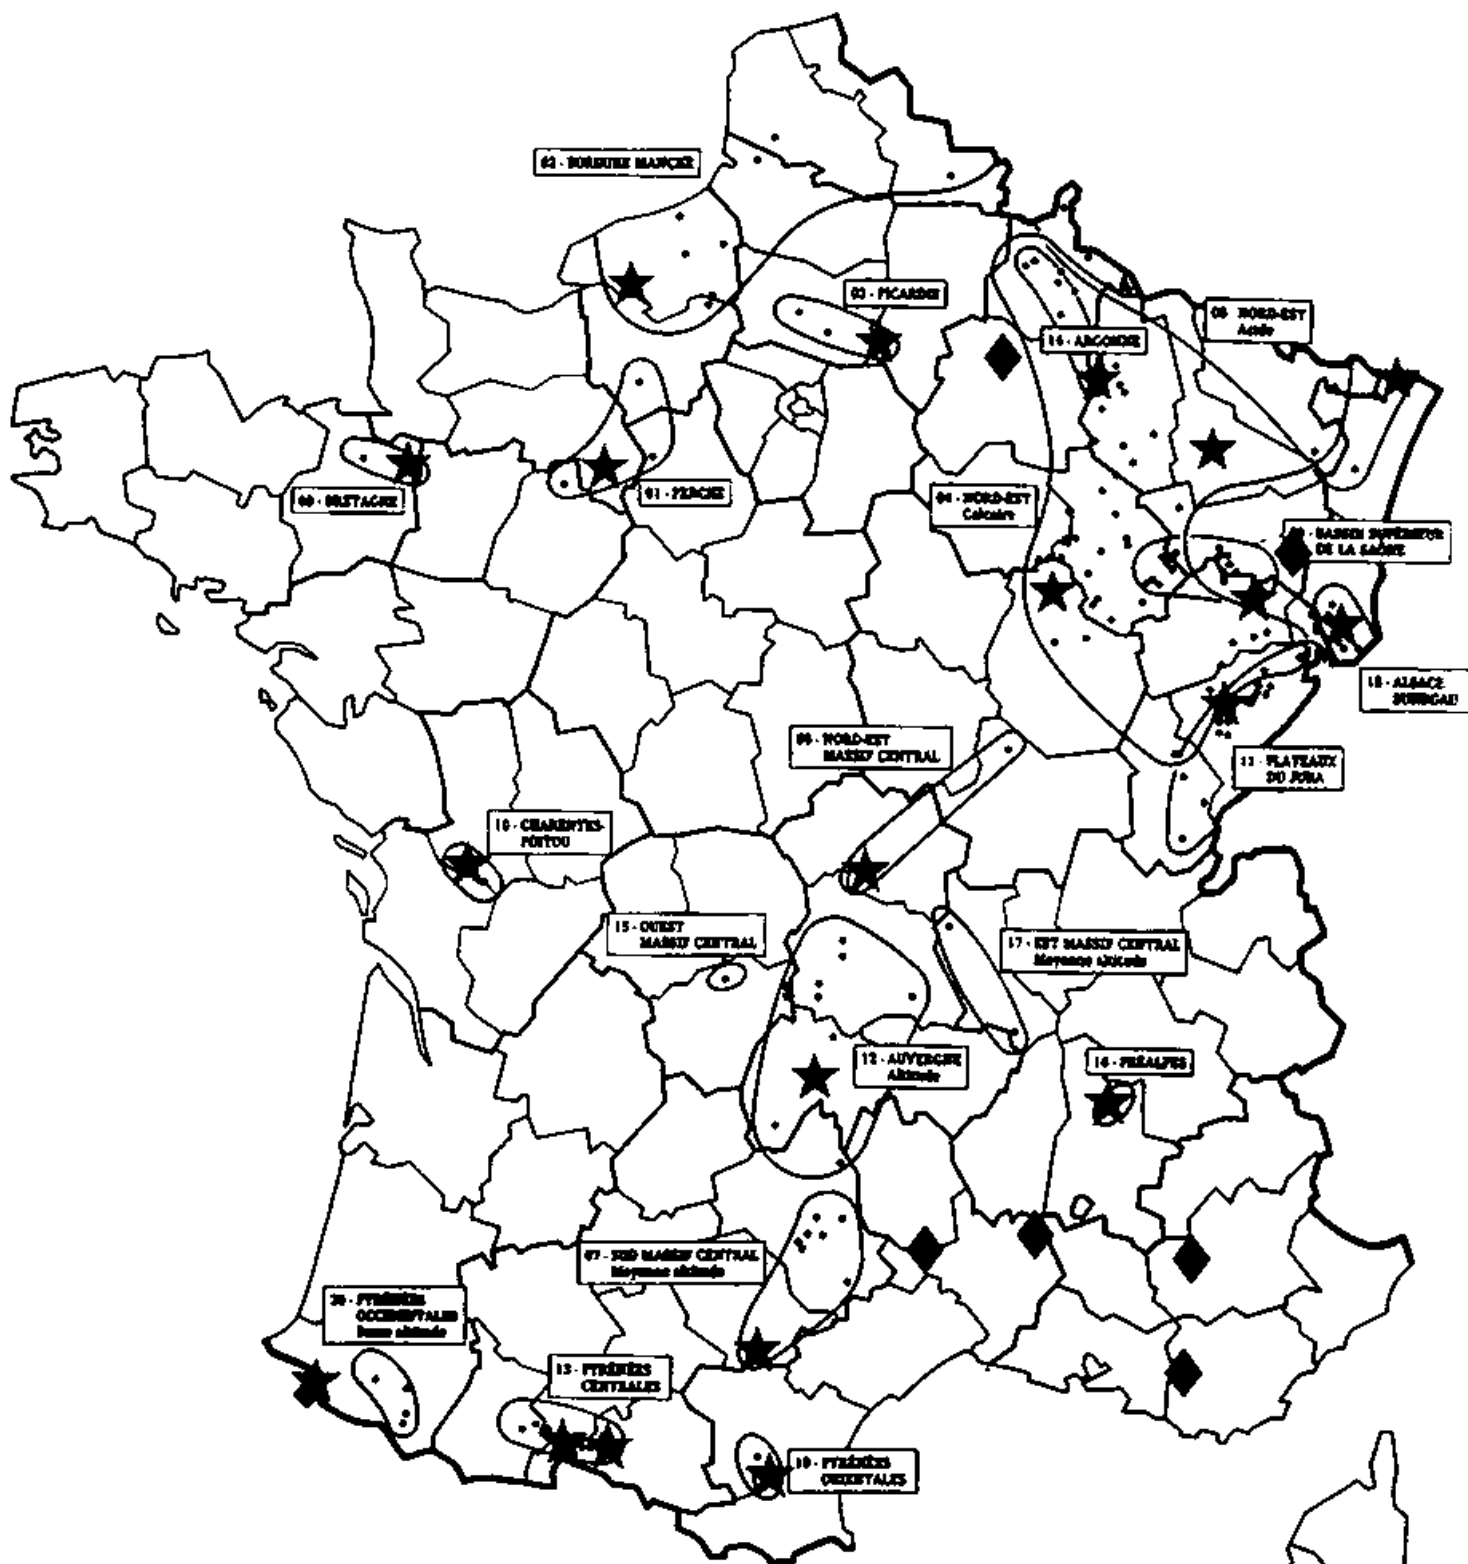 02 - BORDURE MANCHE
03 - PICARDIE
05 - NORD-EST
Acide
14 - ARGONNE
00 - BRETAGNE
01 - PERCHE
04 - NORD-EST
Calcaire
BASSIN SUPÉRIEUR
DE LA SAÔNE
18 - ALSACE
SUNDGAU
NORD-EST
MASSIF CENTRAL
11 - PLATEAUX
DU JURA
10 - CHARENTES-
POITOU
15 - OUEST
MASSIF CENTRAL
17 - EST MASSIF CENTRAL
Moyenne altitude
12 - AUVERGNE
Altitude
16 - PRÉALPES
07 - SUD MASSIF CENTRAL
Moyenne altitude
20 - PYRÉNÉES
OCCIDENTALES
basse altitude
13 - PYRÉNÉES
CENTRALES
19 - PYRÉNÉES
ORIENTALES